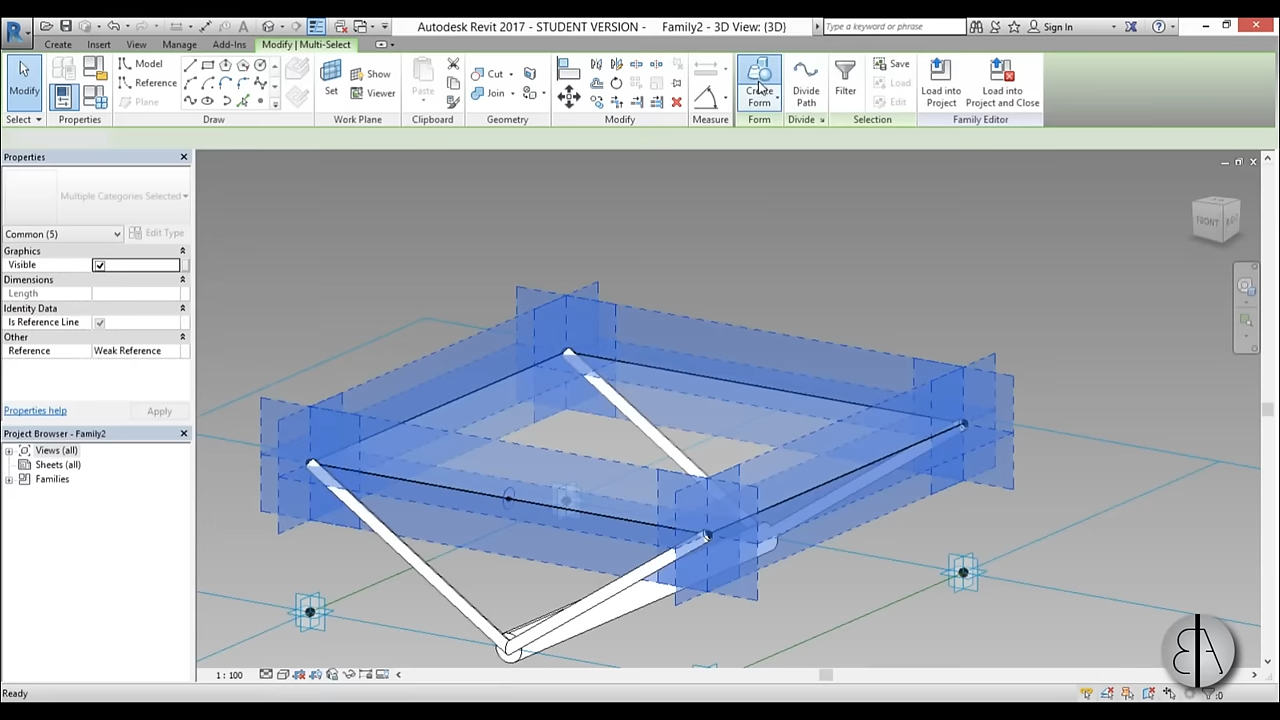 Autodesk Revit 2017 - STUDENT VERSION - Family2 - 3D View: {3D}
Type a keyword or phrase
Sign In
Create Insert View Manage Add-Ins Modify | Multi-Select
Modify
Model
Reference
Plane
Set
Show
Viewer
Paste
Cut
Join
Create
Form
Divide
Path
Filter
Save
Load
Edit
Load into
Project
Load into
Project and Close
Select Properties Draw Work Plane Clipboard Geometry Modify Measure Form Divide Selection Family Editor
Properties
Multiple Categories Selected
Common (5) Edit Type
Graphics
Visible
Dimensions
Length
Identity Data
Is Reference Line
Other
Reference Weak Reference
Properties help Apply
Project Browser - Family2
Views (all)
Sheets (all)
Families
FRONT
1 : 100
Ready
:0